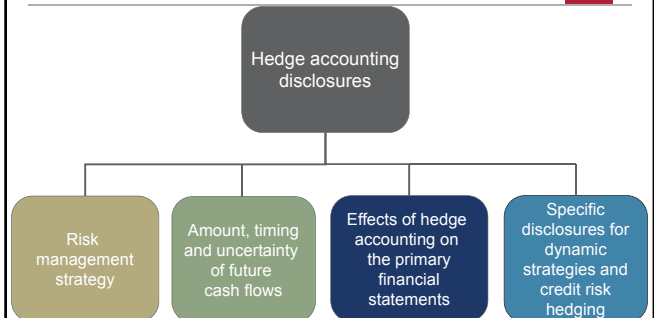 Hedge accounting
disclosures
Risk
management
strategy
Amount, timing
and uncertainty
of future
cash flows
Effects of hedge
accounting on
the primary
financial
statements
Specific
disclosures for
dynamic
strategies and
credit risk
hedging